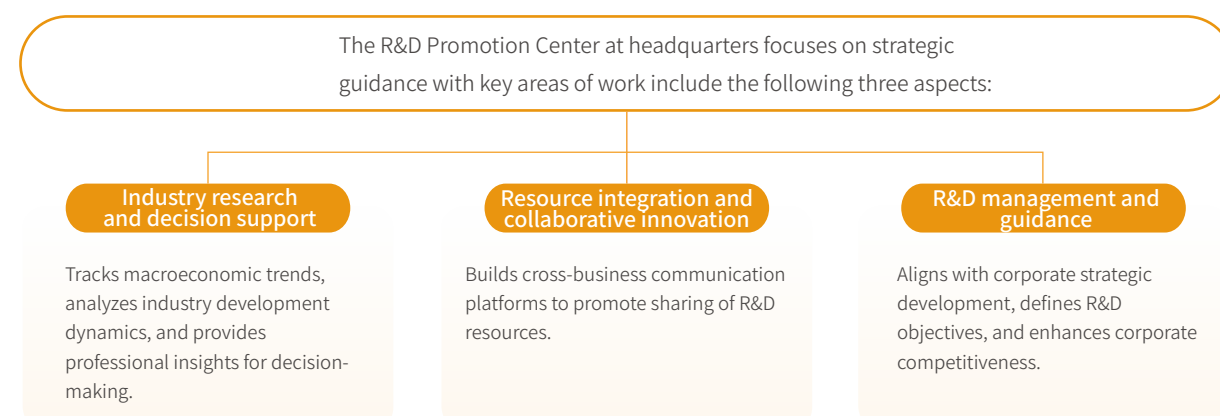 The R&D Promotion Center at headquarters focuses on strategic
guidance with key areas of work include the following three aspects:
Industry research
and decision support
Tracks macroeconomic trends,
analyzes industry development
dynamics, and provides
professional insights for decision-
making.
Resource integration and
collaborative innovation
Builds cross-business communication
platforms to promote sharing of R&D
resources.
R&D management and
guidance
Aligns with corporate strategic
development, defines R&D
objectives, and enhances corporate
competitiveness.